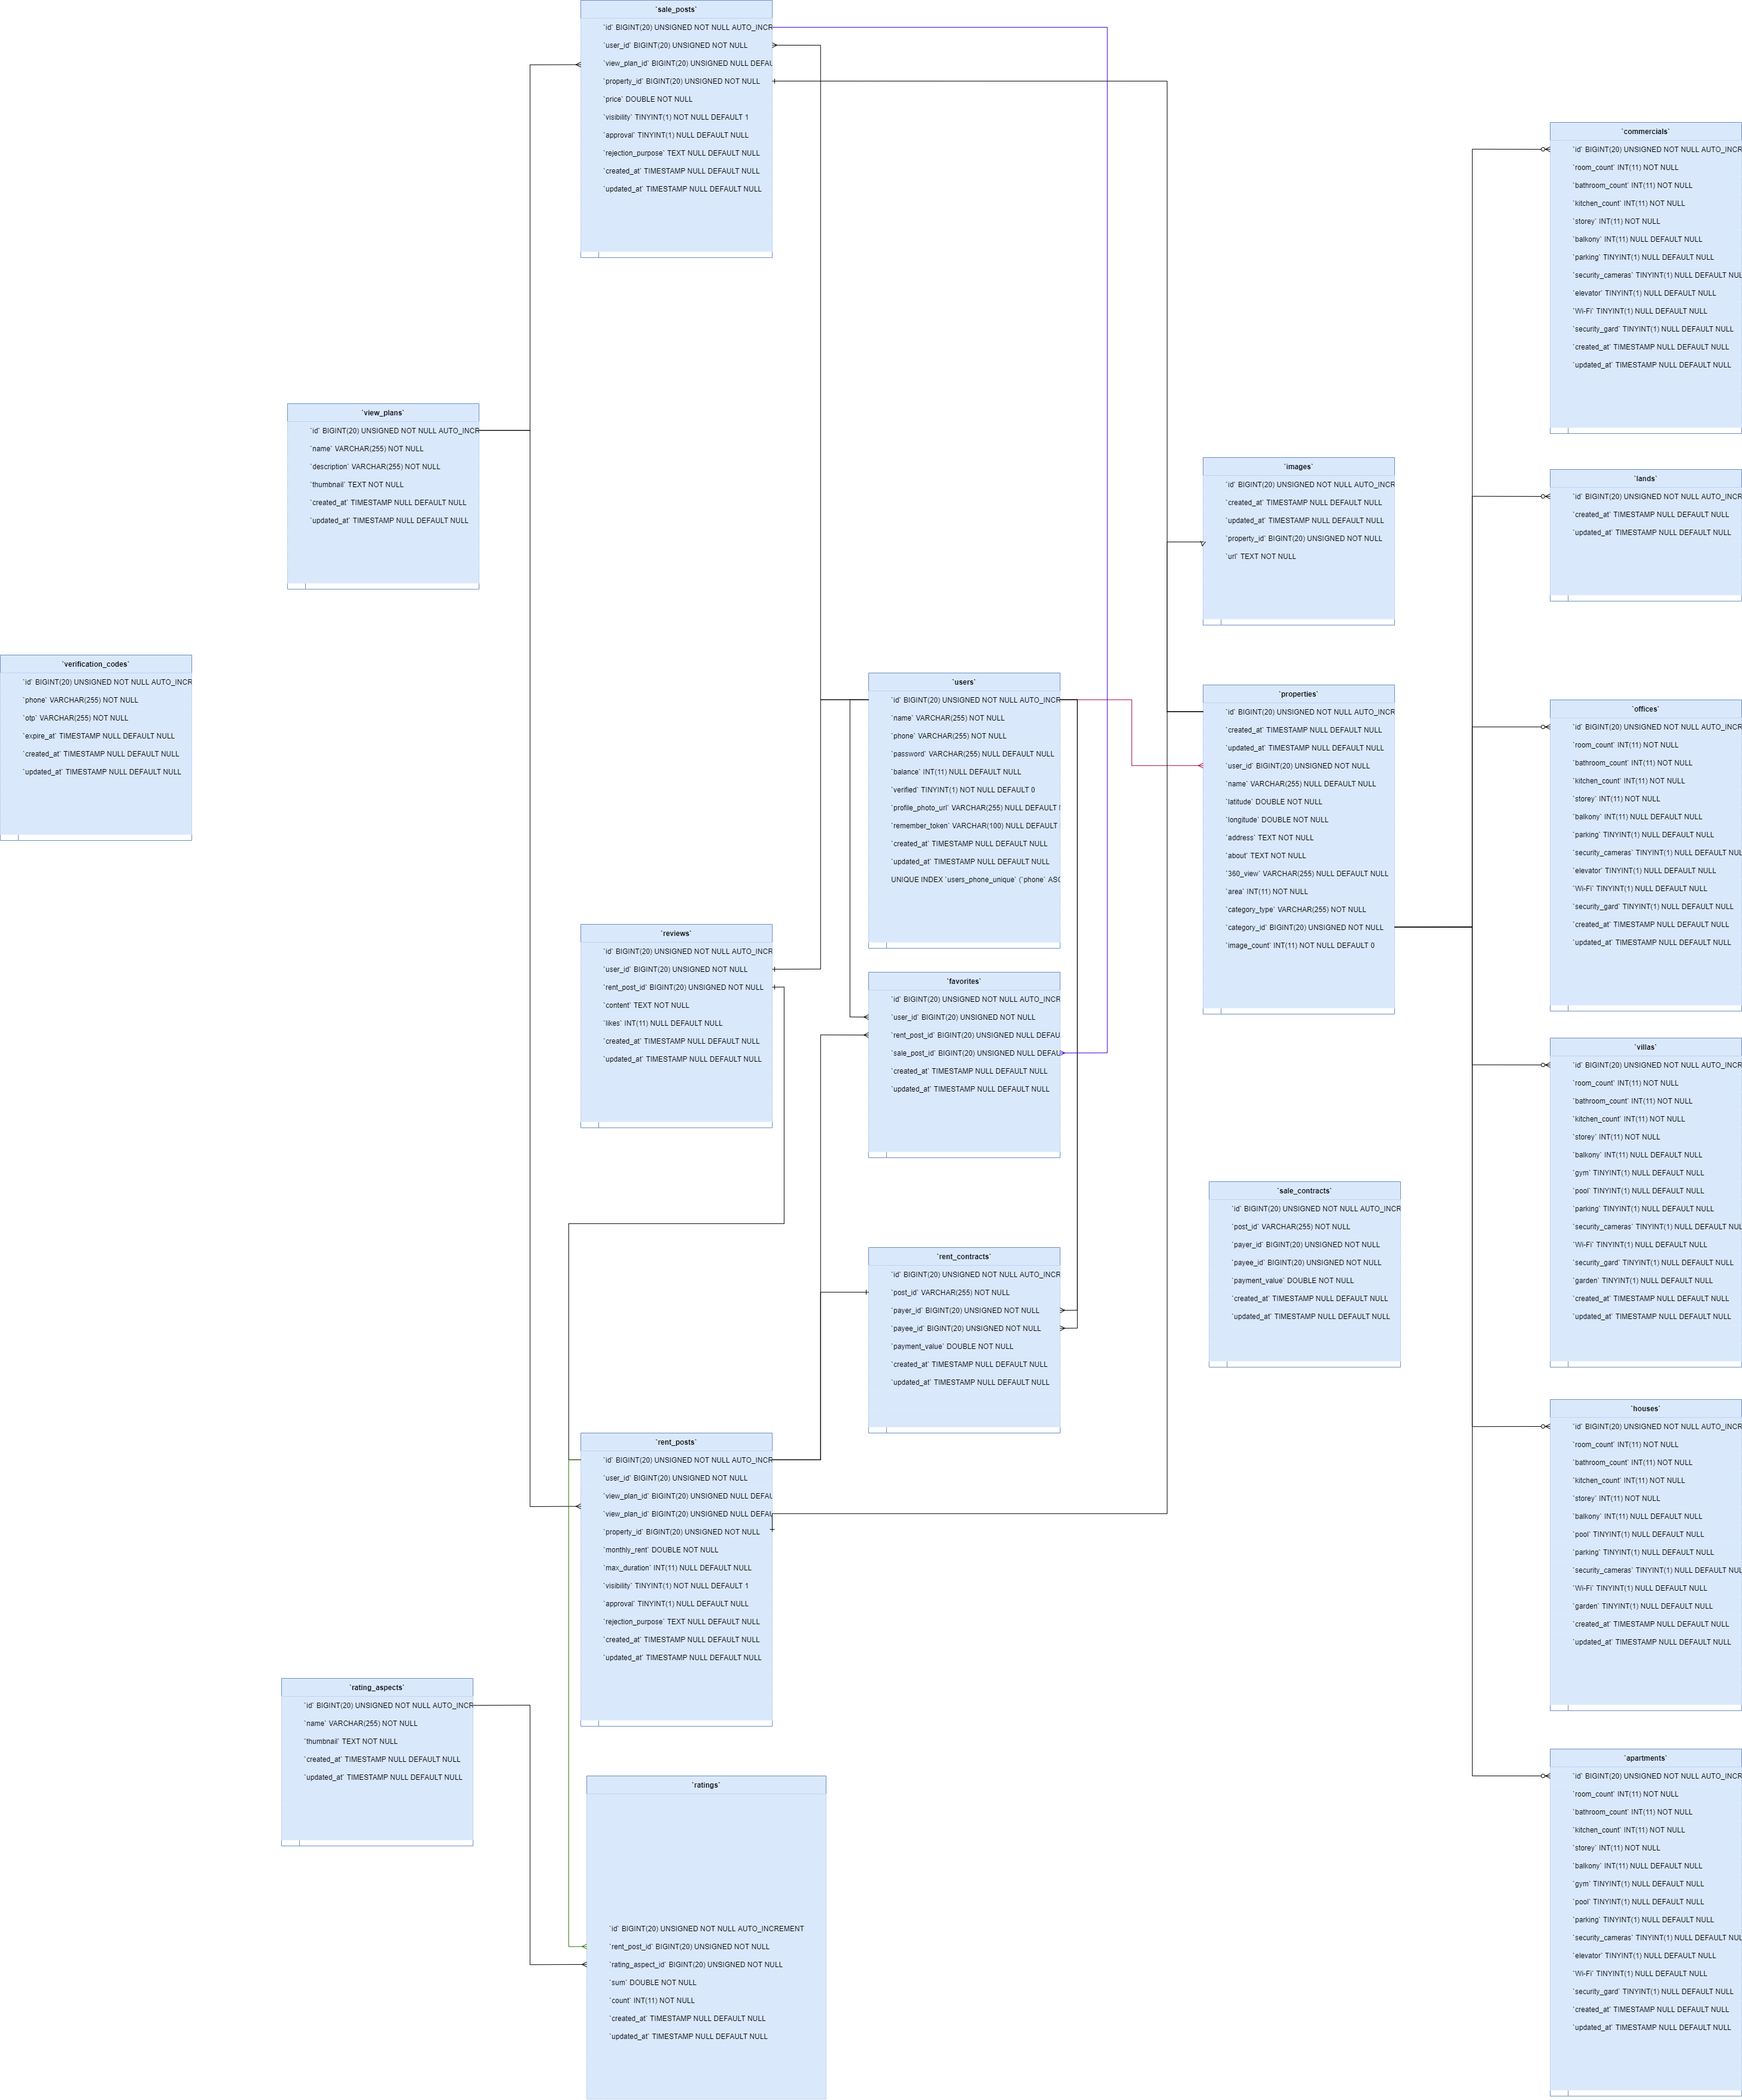 `sale_posts`
`id` BIGINT(20) UNSIGNED NOT NULL AUTO_INCR
`user_id` BIGINT(20) UNSIGNED NOT NULL
`view_plan_id` BIGINT(20) UNSIGNED NULL DEFAU
`property_id` BIGINT(20) UNSIGNED NOT NULL
`price` DOUBLE NOT NULL
`visibility` TINYINT(1) NOT NULL DEFAULT 1
`approval` TINYINT(1) NULL DEFAULT NULL
`rejection_purpose` TEXT NULL DEFAULT NULL
`created_at` TIMESTAMP NULL DEFAULT NULL
`updated_at` TIMESTAMP NULL DEFAULT NULL
`commercials`
`id` BIGINT(20) UNSIGNED NOT NULL AUTO_INCR
`room_count` INT(11) NOT NULL
`bathroom_count` INT(11) NOT NULL
`kitchen_count` INT(11) NOT NULL
`storey` INT(11) NOT NULL
`balkony` INT(11) NULL DEFAULT NULL
`parking` TINYINT(1) NULL DEFAULT NULL
`security_cameras` TINYINT(1) NULL DEFAULT NUL
`elevator` TINYINT(1) NULL DEFAULT NULL
`Wi-Fi` TINYINT(1) NULL DEFAULT NULL
`security_gard` TINYINT(1) NULL DEFAULT NULL
`created_at` TIMESTAMP NULL DEFAULT NULL
`updated_at` TIMESTAMP NULL DEFAULT NULL
`view_plans`
`id` BIGINT(20) UNSIGNED NOT NULL AUTO_INCR
`name` VARCHAR(255) NOT NULL
`description` VARCHAR(255) NOT NULL
`thumbnail` TEXT NOT NULL
`created_at` TIMESTAMP NULL DEFAULT NULL
`updated_at` TIMESTAMP NULL DEFAULT NULL
`images`
`id` BIGINT(20) UNSIGNED NOT NULL AUTO_INCR
`created_at` TIMESTAMP NULL DEFAULT NULL
`updated_at` TIMESTAMP NULL DEFAULT NULL
`property_id` BIGINT(20) UNSIGNED NOT NULL
`url` TEXT NOT NULL
`lands`
`id` BIGINT(20) UNSIGNED NOT NULL AUTO_INCR
`created_at` TIMESTAMP NULL DEFAULT NULL
`updated_at` TIMESTAMP NULL DEFAULT NULL
`verification_codes`
`id` BIGINT(20) UNSIGNED NOT NULL AUTO_INCR
`phone` VARCHAR(255) NOT NULL
`otp` VARCHAR(255) NOT NULL
`expire_at` TIMESTAMP NULL DEFAULT NULL
`created_at` TIMESTAMP NULL DEFAULT NULL
`updated_at` TIMESTAMP NULL DEFAULT NULL
`users`
`id` BIGINT(20) UNSIGNED NOT NULL AUTO_INCR
`name` VARCHAR(255) NOT NULL
`phone` VARCHAR(255) NOT NULL
`password` VARCHAR(255) NULL DEFAULT NULL
`balance` INT(11) NULL DEFAULT NULL
`verified` TINYINT(1) NOT NULL DEFAULT 0
`profile_photo_url` VARCHAR(255) NULL DEFAULT
`remember_token` VARCHAR(100) NULL DEFAULT
`created_at` TIMESTAMP NULL DEFAULT NULL
`updated_at` TIMESTAMP NULL DEFAULT NULL
UNIQUE INDEX `users_phone_unique` (`phone` ASC
`properties`
`id` BIGINT(20) UNSIGNED NOT NULL AUTO_INCR
`created_at` TIMESTAMP NULL DEFAULT NULL
`updated_at` TIMESTAMP NULL DEFAULT NULL
`user_id` BIGINT(20) UNSIGNED NOT NULL
`name` VARCHAR(255) NULL DEFAULT NULL
`latitude` DOUBLE NOT NULL
`longitude` DOUBLE NOT NULL
`address` TEXT NOT NULL
`about` TEXT NOT NULL
`360_view` VARCHAR(255) NULL DEFAULT NULL
`area` INT(11) NOT NULL
`category_type` VARCHAR(255) NOT NULL
`category_id` BIGINT(20) UNSIGNED NOT NULL
`image_count` INT(11) NOT NULL DEFAULT 0
`offices`
`id` BIGINT(20) UNSIGNED NOT NULL AUTO_INCR
`room_count` INT(11) NOT NULL
`bathroom_count` INT(11) NOT NULL
`kitchen_count` INT(11) NOT NULL
`storey` INT(11) NOT NULL
`balkony` INT(11) NULL DEFAULT NULL
`parking` TINYINT(1) NULL DEFAULT NULL
`security_cameras` TINYINT(1) NULL DEFAULT NUL
`elevator` TINYINT(1) NULL DEFAULT NULL
`Wi-Fi` TINYINT(1) NULL DEFAULT NULL
`security_gard` TINYINT(1) NULL DEFAULT NULL
`created_at` TIMESTAMP NULL DEFAULT NULL
`updated_at` TIMESTAMP NULL DEFAULT NULL
`reviews`
`id` BIGINT(20) UNSIGNED NOT NULL AUTO_INCR
`user_id` BIGINT(20) UNSIGNED NOT NULL
`rent_post_id` BIGINT(20) UNSIGNED NOT NULL
`content` TEXT NOT NULL
`likes` INT(11) NULL DEFAULT NULL
`created_at` TIMESTAMP NULL DEFAULT NULL
`updated_at` TIMESTAMP NULL DEFAULT NULL
`favorites`
`id` BIGINT(20) UNSIGNED NOT NULL AUTO_INCR
`user_id` BIGINT(20) UNSIGNED NOT NULL
`rent_post_id` BIGINT(20) UNSIGNED NULL DEFAU
`sale_post_id` BIGINT(20) UNSIGNED NULL DEFAU
`created_at` TIMESTAMP NULL DEFAULT NULL
`updated_at` TIMESTAMP NULL DEFAULT NULL
`villas`
`id` BIGINT(20) UNSIGNED NOT NULL AUTO_INCR
`room_count` INT(11) NOT NULL
`bathroom_count` INT(11) NOT NULL
`kitchen_count` INT(11) NOT NULL
`storey` INT(11) NOT NULL
`balkony` INT(11) NULL DEFAULT NULL
`gym` TINYINT(1) NULL DEFAULT NULL
`pool` TINYINT(1) NULL DEFAULT NULL
`parking` TINYINT(1) NULL DEFAULT NULL
`security_cameras` TINYINT(1) NULL DEFAULT NUL
`Wi-Fi` TINYINT(1) NULL DEFAULT NULL
`security_gard` TINYINT(1) NULL DEFAULT NULL
`garden` TINYINT(1) NULL DEFAULT NULL
`created_at` TIMESTAMP NULL DEFAULT NULL
`updated_at` TIMESTAMP NULL DEFAULT NULL
`sale_contracts`
`id` BIGINT(20) UNSIGNED NOT NULL AUTO_INCR
`post_id` VARCHAR(255) NOT NULL
`payer_id` BIGINT(20) UNSIGNED NOT NULL
`payee_id` BIGINT(20) UNSIGNED NOT NULL
`payment_value` DOUBLE NOT NULL
`created_at` TIMESTAMP NULL DEFAULT NULL
`updated_at` TIMESTAMP NULL DEFAULT NULL
`rent_contracts`
`id` BIGINT(20) UNSIGNED NOT NULL AUTO_INCR
`post_id` VARCHAR(255) NOT NULL
`payer_id` BIGINT(20) UNSIGNED NOT NULL
`payee_id` BIGINT(20) UNSIGNED NOT NULL
`payment_value` DOUBLE NOT NULL
`created_at` TIMESTAMP NULL DEFAULT NULL
`updated_at` TIMESTAMP NULL DEFAULT NULL
`houses`
`id` BIGINT(20) UNSIGNED NOT NULL AUTO_INCR
`room_count` INT(11) NOT NULL
`bathroom_count` INT(11) NOT NULL
`kitchen_count` INT(11) NOT NULL
`storey` INT(11) NOT NULL
`balkony` INT(11) NULL DEFAULT NULL
`pool` TINYINT(1) NULL DEFAULT NULL
`parking` TINYINT(1) NULL DEFAULT NULL
`security_cameras` TINYINT(1) NULL DEFAULT NUL
`Wi-Fi` TINYINT(1) NULL DEFAULT NULL
`garden` TINYINT(1) NULL DEFAULT NULL
`created_at` TIMESTAMP NULL DEFAULT NULL
`updated_at` TIMESTAMP NULL DEFAULT NULL
`rent_posts`
`id` BIGINT(20) UNSIGNED NOT NULL AUTO_INCR
`user_id` BIGINT(20) UNSIGNED NOT NULL
`view_plan_id` BIGINT(20) UNSIGNED NULL DEFAU
`view_plan_id` BIGINT(20) UNSIGNED NULL DEFAU
`property_id` BIGINT(20) UNSIGNED NOT NULL
`monthly_rent` DOUBLE NOT NULL
`max_duration` INT(11) NULL DEFAULT NULL
`visibility` TINYINT(1) NOT NULL DEFAULT 1
`approval` TINYINT(1) NULL DEFAULT NULL
`rejection_purpose` TEXT NULL DEFAULT NULL
`created_at` TIMESTAMP NULL DEFAULT NULL
`updated_at` TIMESTAMP NULL DEFAULT NULL
`rating_aspects`
`id` BIGINT(20) UNSIGNED NOT NULL AUTO_INCR
`name` VARCHAR(255) NOT NULL
`thumbnail` TEXT NOT NULL
`created_at` TIMESTAMP NULL DEFAULT NULL
`updated_at` TIMESTAMP NULL DEFAULT NULL
`apartments`
`id` BIGINT(20) UNSIGNED NOT NULL AUTO_INCR
`room_count` INT(11) NOT NULL
`bathroom_count` INT(11) NOT NULL
`kitchen_count` INT(11) NOT NULL
`storey` INT(11) NOT NULL
`balkony` INT(11) NULL DEFAULT NULL
`gym` TINYINT(1) NULL DEFAULT NULL
`pool` TINYINT(1) NULL DEFAULT NULL
`parking` TINYINT(1) NULL DEFAULT NULL
`security_cameras` TINYINT(1) NULL DEFAULT NUL
`elevator` TINYINT(1) NULL DEFAULT NULL
`Wi-Fi` TINYINT(1) NULL DEFAULT NULL
`security_gard` TINYINT(1) NULL DEFAULT NULL
`created_at` TIMESTAMP NULL DEFAULT NULL
`updated_at` TIMESTAMP NULL DEFAULT NULL
`ratings`
`id` BIGINT(20) UNSIGNED NOT NULL AUTO_INCREMENT
`rent_post_id` BIGINT(20) UNSIGNED NOT NULL
`rating_aspect_id` BIGINT(20) UNSIGNED NOT NULL
`sum` DOUBLE NOT NULL
`count` INT(11) NOT NULL
`created_at` TIMESTAMP NULL DEFAULT NULL
`updated_at` TIMESTAMP NULL DEFAULT NULL